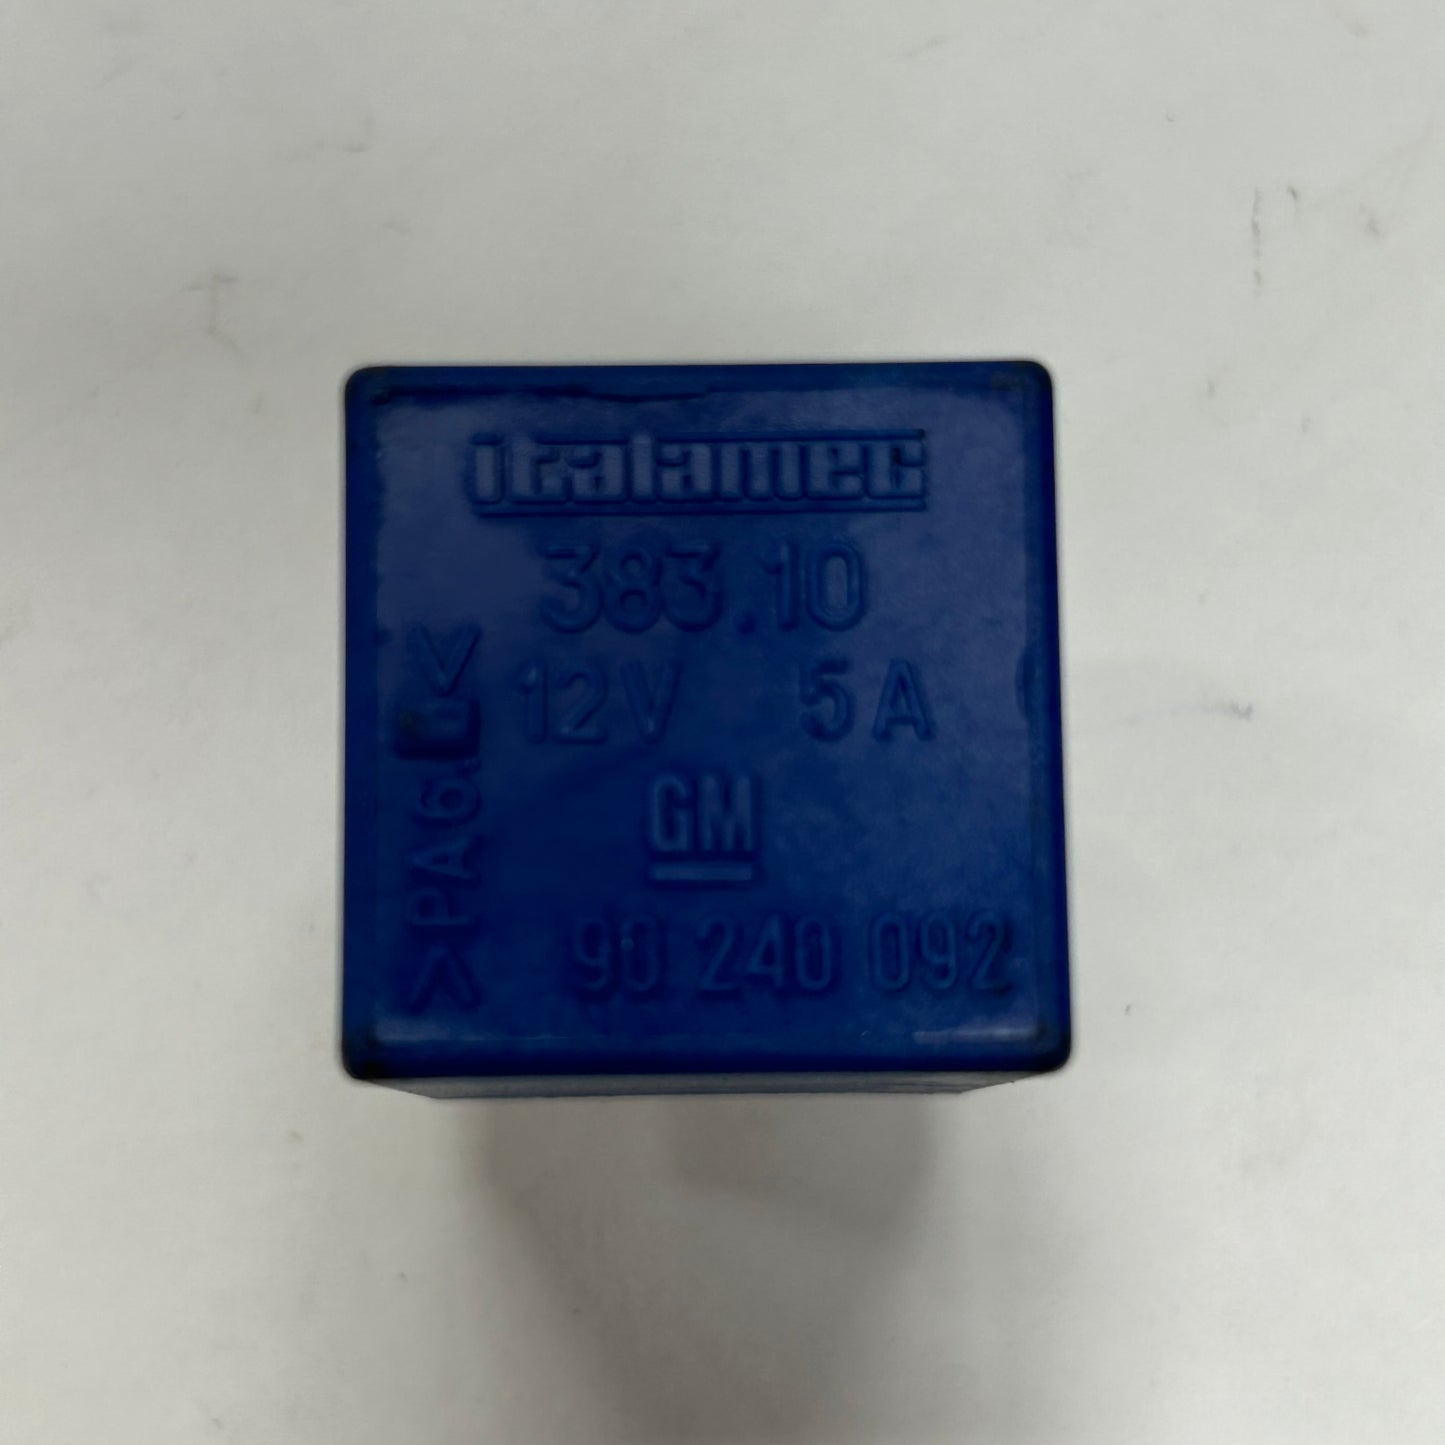 italamec
383.10
12V 5A
GM
90 240 092
>PA6.